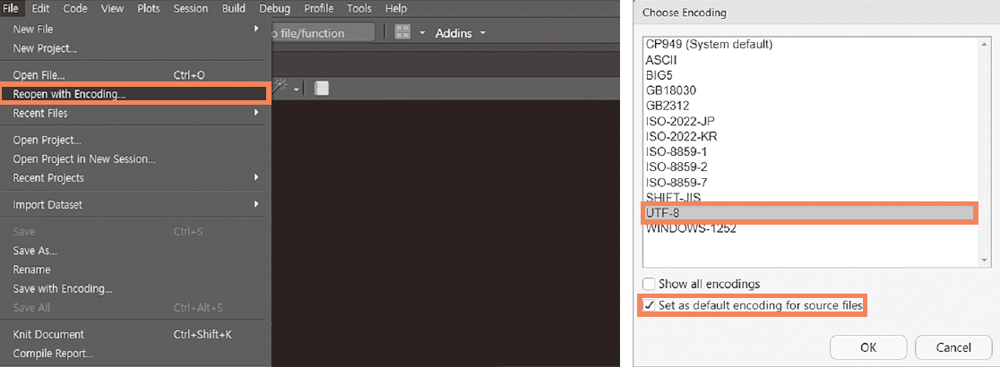 File Edit Code View Plots Session Build Debug Profile Tools Help
New File
New Project...
o file/function
Addins
Open File... Ctrl+O
Reopen with Encoding...
Recent Files
Open Project...
Open Project in New Session...
Recent Projects
Import Dataset
Save Ctrl+S
Save As...
Rename
Save with Encoding...
Save All Ctrl+Alt+S
Knit Document Ctrl+Shift+K
Compile Report...
Choose Encoding
CP949 (System default)
ASCII
BIG5
GB18030
GB2312
ISO-2022-JP
ISO-2022-KR
ISO-8859-1
ISO-8859-2
ISO-8859-7
SHIFT-JIS
UTF-8
WINDOWS-1252
Show all encodings
Set as default encoding for source files
OK Cancel